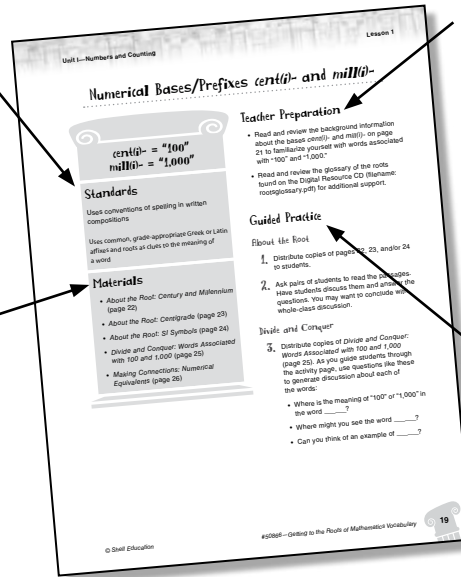 Unit I—Numbers and Counting
Lesson 1
Numerical Bases/Prefixes cent(i)- and mill(i)-
cent(i)- = "100"
mill(i)- = "1,000"
Standards
Uses conventions of spelling in written
compositions
Uses common, grade-appropriate Greek or Latin
affixes and roots as clues to the meaning of
a word
Materials
• About the Root: Century and Millennium
(page 22)
• About the Root: Centigrade (page 23)
• About the Root: SI Symbols (page 24)
• Divide and Conquer: Words Associated
with 100 and 1,000 (page 25)
• Making Connections: Numerical
Equivalents (page 26)
Teacher Preparation
• Read and review the background information
about the bases cent(i)- and mill(i)- on page
21 to familiarize yourself with words associated
with "100" and "1,000."
• Read and review the glossary of the roots
found on the Digital Resource CD (filename:
rootsglossary.pdf) for additional support.
Guided Practice
About the Root
1. Distribute copies of pages 22, 23, and/or 24
to students.
2. Ask pairs of students to read the passages.
Have students discuss them and answer the
questions. You may want to conclude with
whole-class discussion.
Divide and Conquer
3. Distribute copies of Divide and Conquer:
Words Associated with 100 and 1,000
(page 25). As you guide students through
the activity page, use questions like these
to generate discussion about each of
the words:
• Where is the meaning of "100" or "1,000" in
the word ______?
• Where might you see the word ______?
• Can you think of an example of ______?
© Shell Education
#50866—Getting to the Roots of Mathematics Vocabulary
19